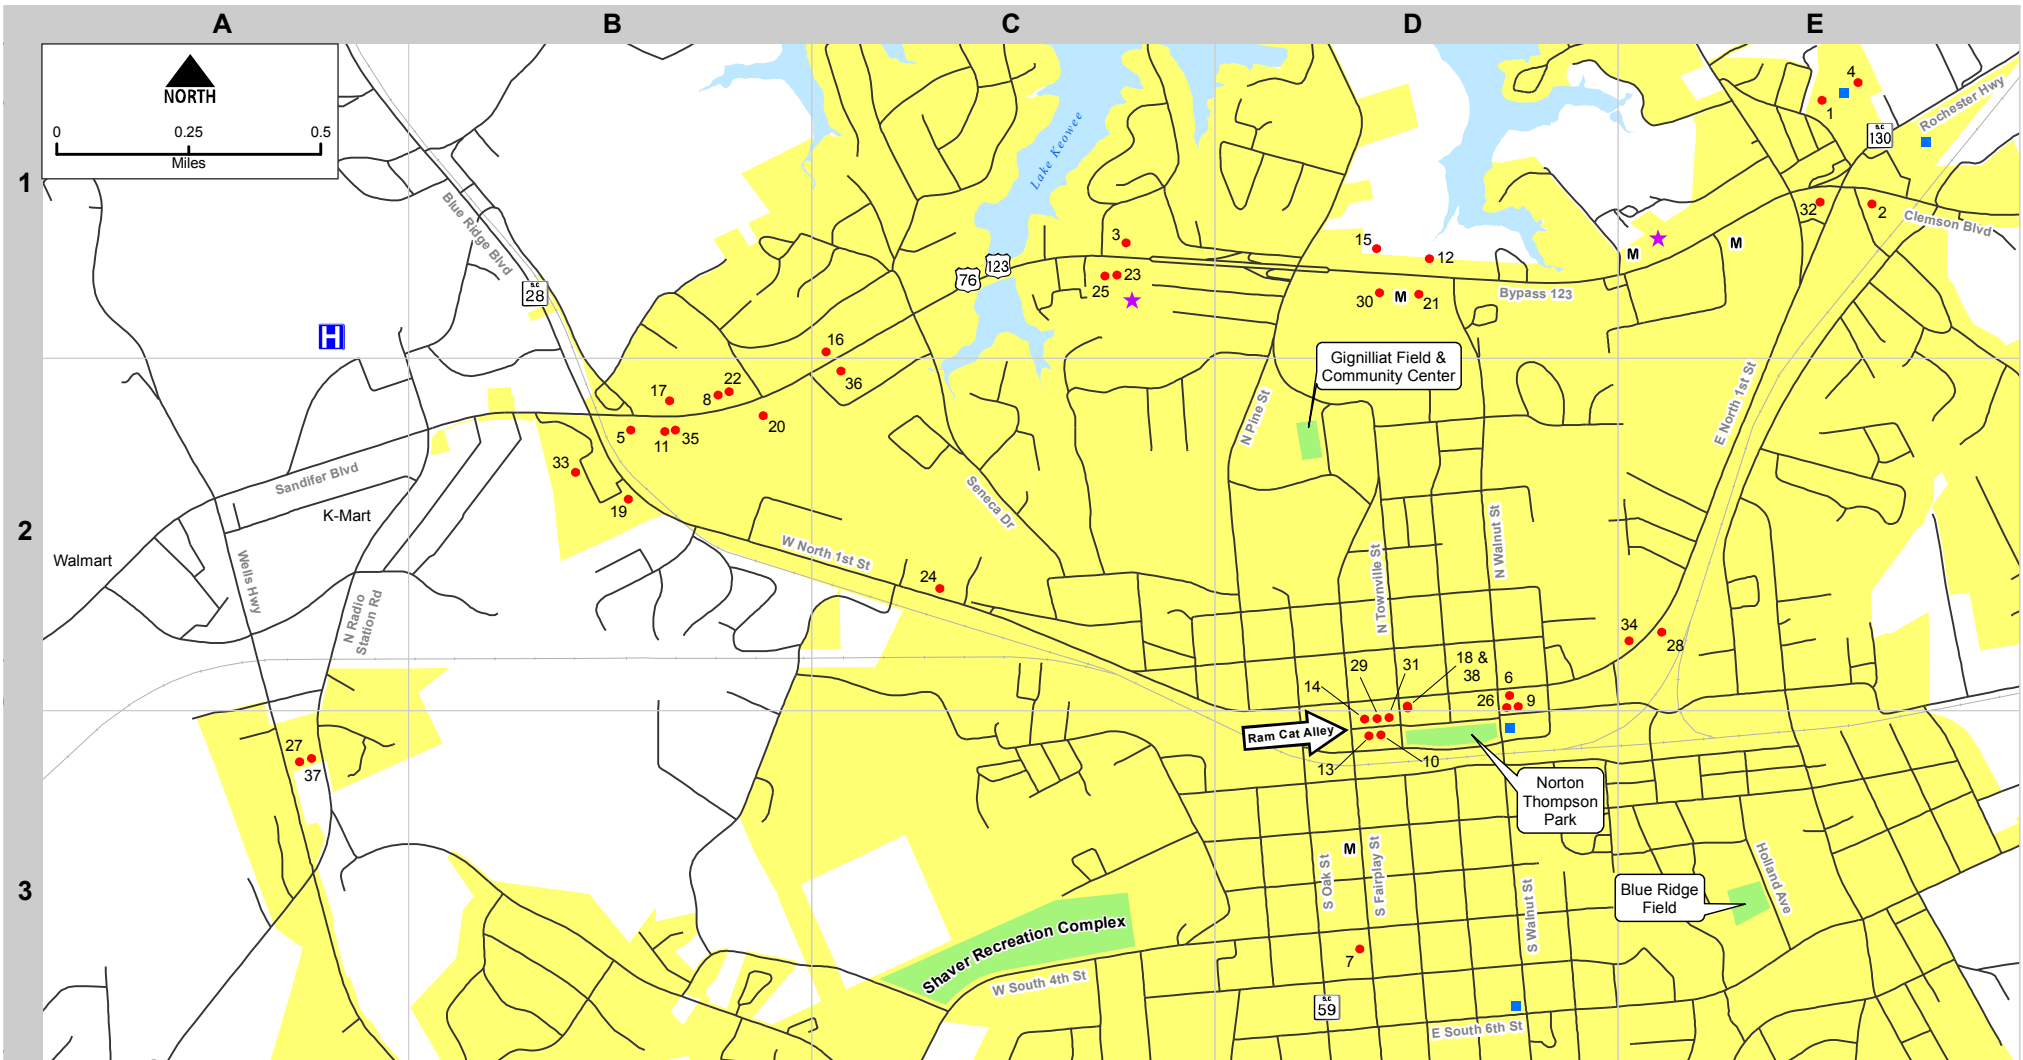 A
B
C
D
E
1
2
3
NORTH
0
0.25
0.5
Miles
Blue Ridge Blvd
S.C
28
H
Lake Keowee
76
123
3
23
25
15
12
30
M
21
Bypass 123
M
M
4
1
S.C
130
Rochester Hwy
32
2
Clemson Blvd
16
36
17
22
8
20
5
11
35
33
19
Gignilliat Field &
Community Center
N Pine St
E North 1st St
Sandifer Blvd
K-Mart
Walmart
Wells Hwy
N Radio
Station Rd
Seneca Dr
W North 1st St
24
N Townville St
N Walnut St
34
28
29
31
18 &
38
14
6
26
9
Ram Cat Alley
13
10
Norton
Thompson
Park
27
37
M
S Oak St
S Fairplay St
S Walnut St
Holland Ave
Blue Ridge
Field
Shaver Recreation Complex
W South 4th St
7
S.C
59
E South 6th St